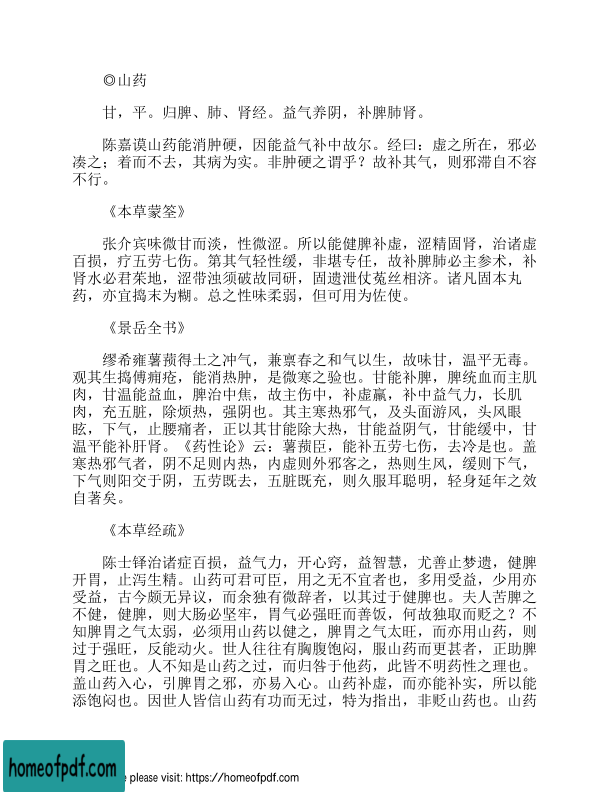 ◎山药
甘，平。归脾、肺、肾经。益气养阴，补脾肺肾。
陈嘉谟山药能消肿硬，因能益气补中故尔。经曰：虚之所在，邪必
凑之；着而不去，其病为实。非肿硬之谓乎？故补其气，则邪滞自不容
不行。
《本草蒙筌》
张介宾味微甘而淡，性微涩。所以能健脾补虚，涩精固肾，治诸虚
百损，疗五劳七伤。第其气轻性缓，非堪专任，故补脾肺必主参术，补
肾水必君茱地，涩带浊须破故同研，固遗泄仗菟丝相济。诸凡固本丸
药，亦宜捣末为糊。总之性味柔弱，但可用为佐使。
《景岳全书》
缪希雍薯蓣得土之冲气，兼禀春之和气以生，故味甘，温平无毒。
观其生捣傅痈疮，能消热肿，是微寒之验也。甘能补脾，脾统血而主肌
肉，甘温能益血，脾治中焦，故主伤中，补虚羸，补中益气力，长肌
肉，充五脏，除烦热，强阴也。其主寒热邪气，及头面游风，头风眼
眩，下气，止腰痛者，正以其甘能除大热，甘能益阴气，甘能缓中，甘
温平能补肝肾。《药性论》云：薯蓣臣，能补五劳七伤，去冷是也。盖
寒热邪气者，阴不足则内热，内虚则外邪客之，热则生风，缓则下气，
下气则阳交于阴，五劳既去，五脏既充，则久服耳聪明，轻身延年之效
自著矣。
《本草经疏》
陈士铎治诸症百损，益气力，开心窍，益智慧，尤善止梦遗，健脾
开胃，止泻生精。山药可君可臣，用之无不宜者也，多用受益，少用亦
受益，古今颇无异议，而余独有微辞者，以其过于健脾也。夫人苦脾之
不健，健脾，则大肠必坚牢，胃气必强旺而善饭，何故独取而贬之？不
知脾胃之气太弱，必须用山药以健之，脾胃之气太旺，而亦用山药，则
过于强旺，反能动火。世人往往有胸腹饱闷，服山药而更甚者，正助脾
胃之旺也。人不知是山药之过，而归咎于他药，此皆不明药性之理也。
盖山药入心，引脾胃之邪，亦易入心。山药补虚，而亦能补实，所以能
添饱闷也。因世人皆信山药有功而无过，特为指出，非贬山药也。山药
homeofpdf.com
e please visit: https://homeofpdf.com